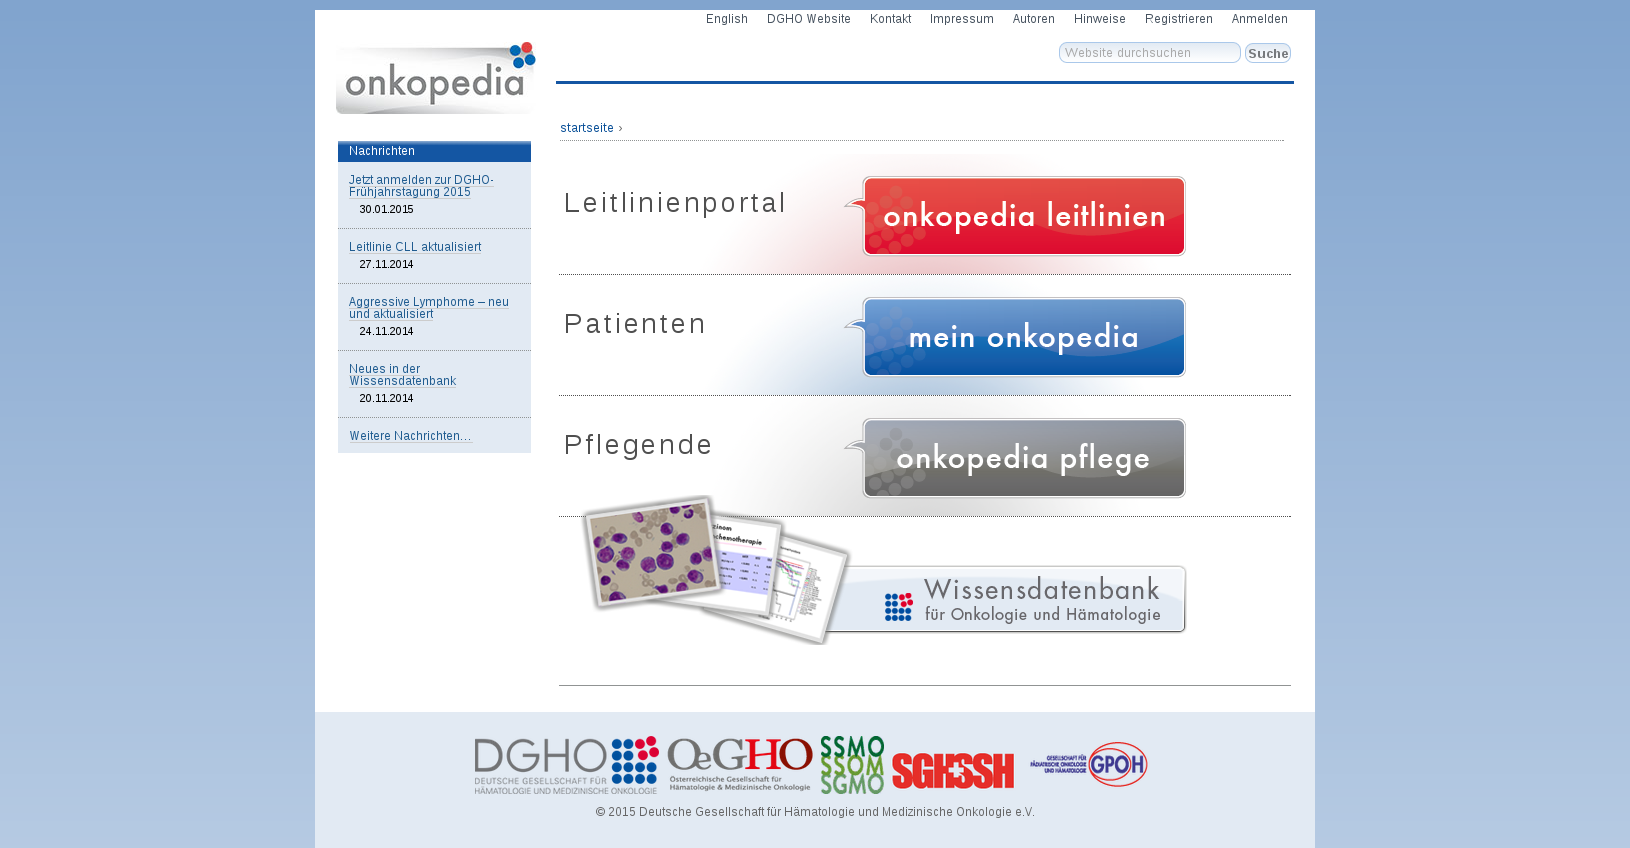 English DGHO Website Kontakt Impressum Autoren Hinweise Registrieren Anmelden
Website durchsuchen Suche
onkopedia
startseite ›
Nachrichten
Jetzt anmelden zur DGHO-
Frühjahrstagung 2015
30.01.2015
Leitlinie CLL aktualisiert
27.11.2014
Aggressive Lymphome – neu
und aktualisiert
24.11.2014
Neues in der
Wissensdatenbank
20.11.2014
Weitere Nachrichten...
Leitlinienportal
onkopedia leitlinien
Patienten
mein onkopedia
Pflegende
onkopedia pflege
Wissensdatenbank
für Onkologie und Hämatologie
DGHO
DEUTSCHE GESELLSCHAFT FÜR
HÄMATOLOGIE UND MEDIZINISCHE ONKOLOGIE
OeGHO
Österreichische Gesellschaft für
Hämatologie & Medizinische Onkologie
SSMO
SSOM
SGMO
SGHSSH
GESELLSCHAFT FÜR
PÄDIATRISCHE ONKOLOGIE
UND HÄMATOLOGIE
GPOH
© 2015 Deutsche Gesellschaft für Hämatologie und Medizinische Onkologie e.V.